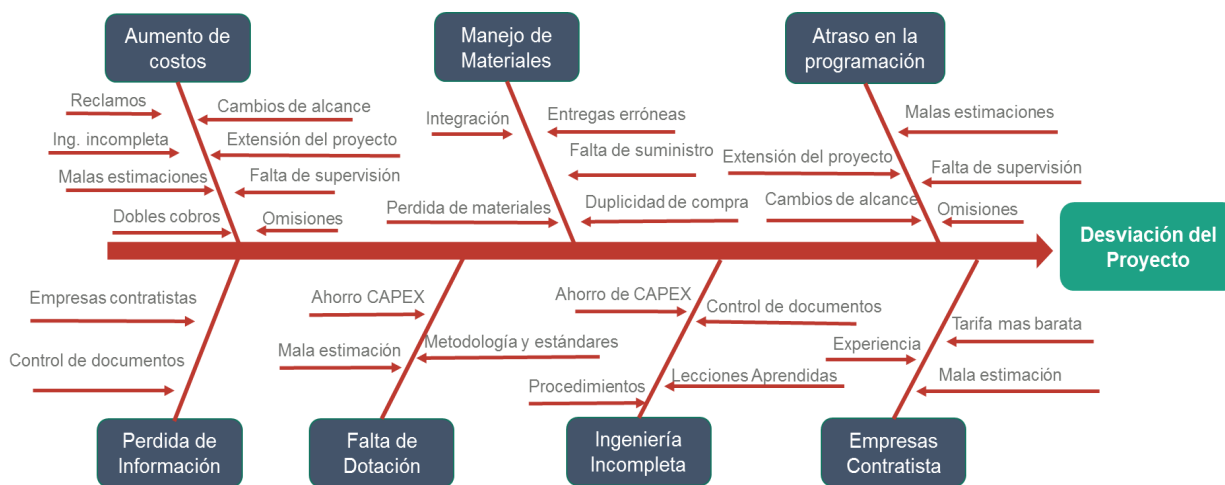 Aumento de
costos
Manejo de
Materiales
Atraso en la
programación
Reclamos
Cambios de alcance
Ing. incompleta
Extensión del proyecto
Malas estimaciones
Falta de supervisión
Dobles cobros
Omisiones
Integración
Entregas erróneas
Falta de suministro
Perdida de materiales
Duplicidad de compra
Malas estimaciones
Extensión del proyecto
Falta de supervisión
Cambios de alcance
Omisiones
Desviación del
Proyecto
Empresas contratistas
Control de documentos
Ahorro CAPEX
Mala estimación
Metodología y estándares
Ahorro de CAPEX
Control de documentos
Procedimientos
Lecciones Aprendidas
Tarifa mas barata
Experiencia
Mala estimación
Perdida de
Información
Falta de
Dotación
Ingeniería
Incompleta
Empresas
Contratista